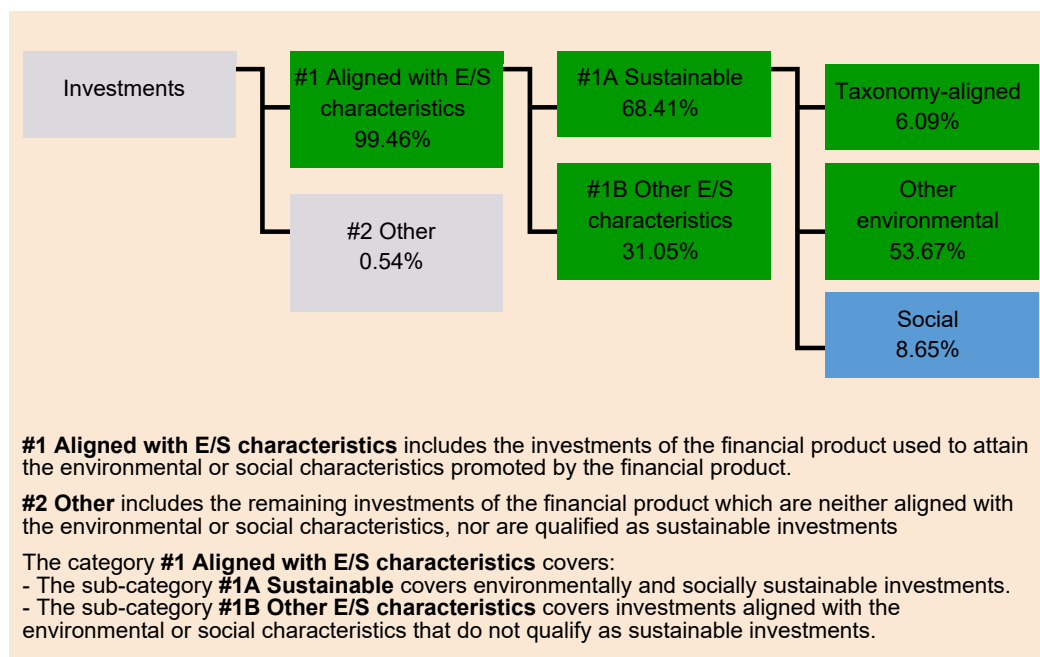 Investments
#1 Aligned with E/S
characteristics
99.46%
#2 Other
0.54%
#1A Sustainable
68.41%
#1B Other E/S
characteristics
31.05%
Taxonomy-aligned
6.09%
Other
environmental
53.67%
Social
8.65%
#1 Aligned with E/S characteristics includes the investments of the financial product used to attain
the environmental or social characteristics promoted by the financial product.
#2 Other includes the remaining investments of the financial product which are neither aligned with
the environmental or social characteristics, nor are qualified as sustainable investments
The category #1 Aligned with E/S characteristics covers:
- The sub-category #1A Sustainable covers environmentally and socially sustainable investments.
- The sub-category #1B Other E/S characteristics covers investments aligned with the
environmental or social characteristics that do not qualify as sustainable investments.